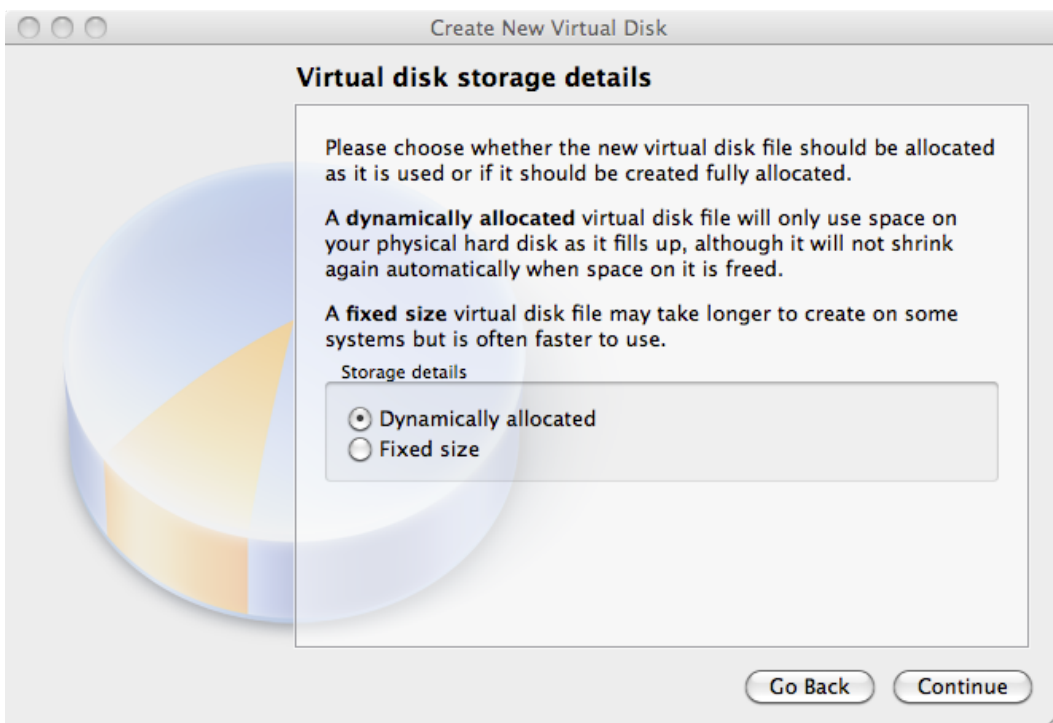 Create New Virtual Disk
Virtual disk storage details
Please choose whether the new virtual disk file should be allocated
as it is used or if it should be created fully allocated.
A dynamically allocated virtual disk file will only use space on
your physical hard disk as it fills up, although it will not shrink
again automatically when space on it is freed.
A fixed size virtual disk file may take longer to create on some
systems but is often faster to use.
Storage details
Dynamically allocated
Fixed size
Go Back Continue